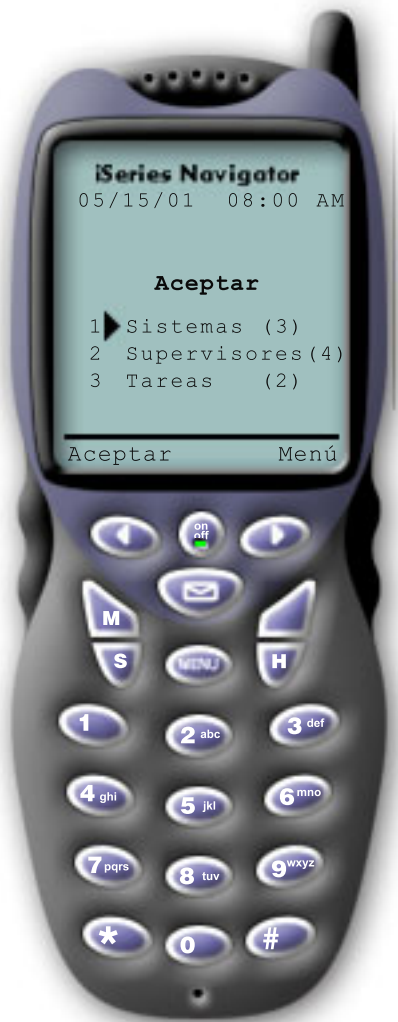 iSeries Navigator
05/15/01 08:00 AM
Aceptar
1 Sistemas (3)
2 Supervisores(4)
3 Tareas (2)
Aceptar Menú
on
off
M
S MENU H
1 2 abc 3 def
4 ghi 5 jkl 6 mno
7 pqrs 8 tuv 9 wxyz
* 0 #